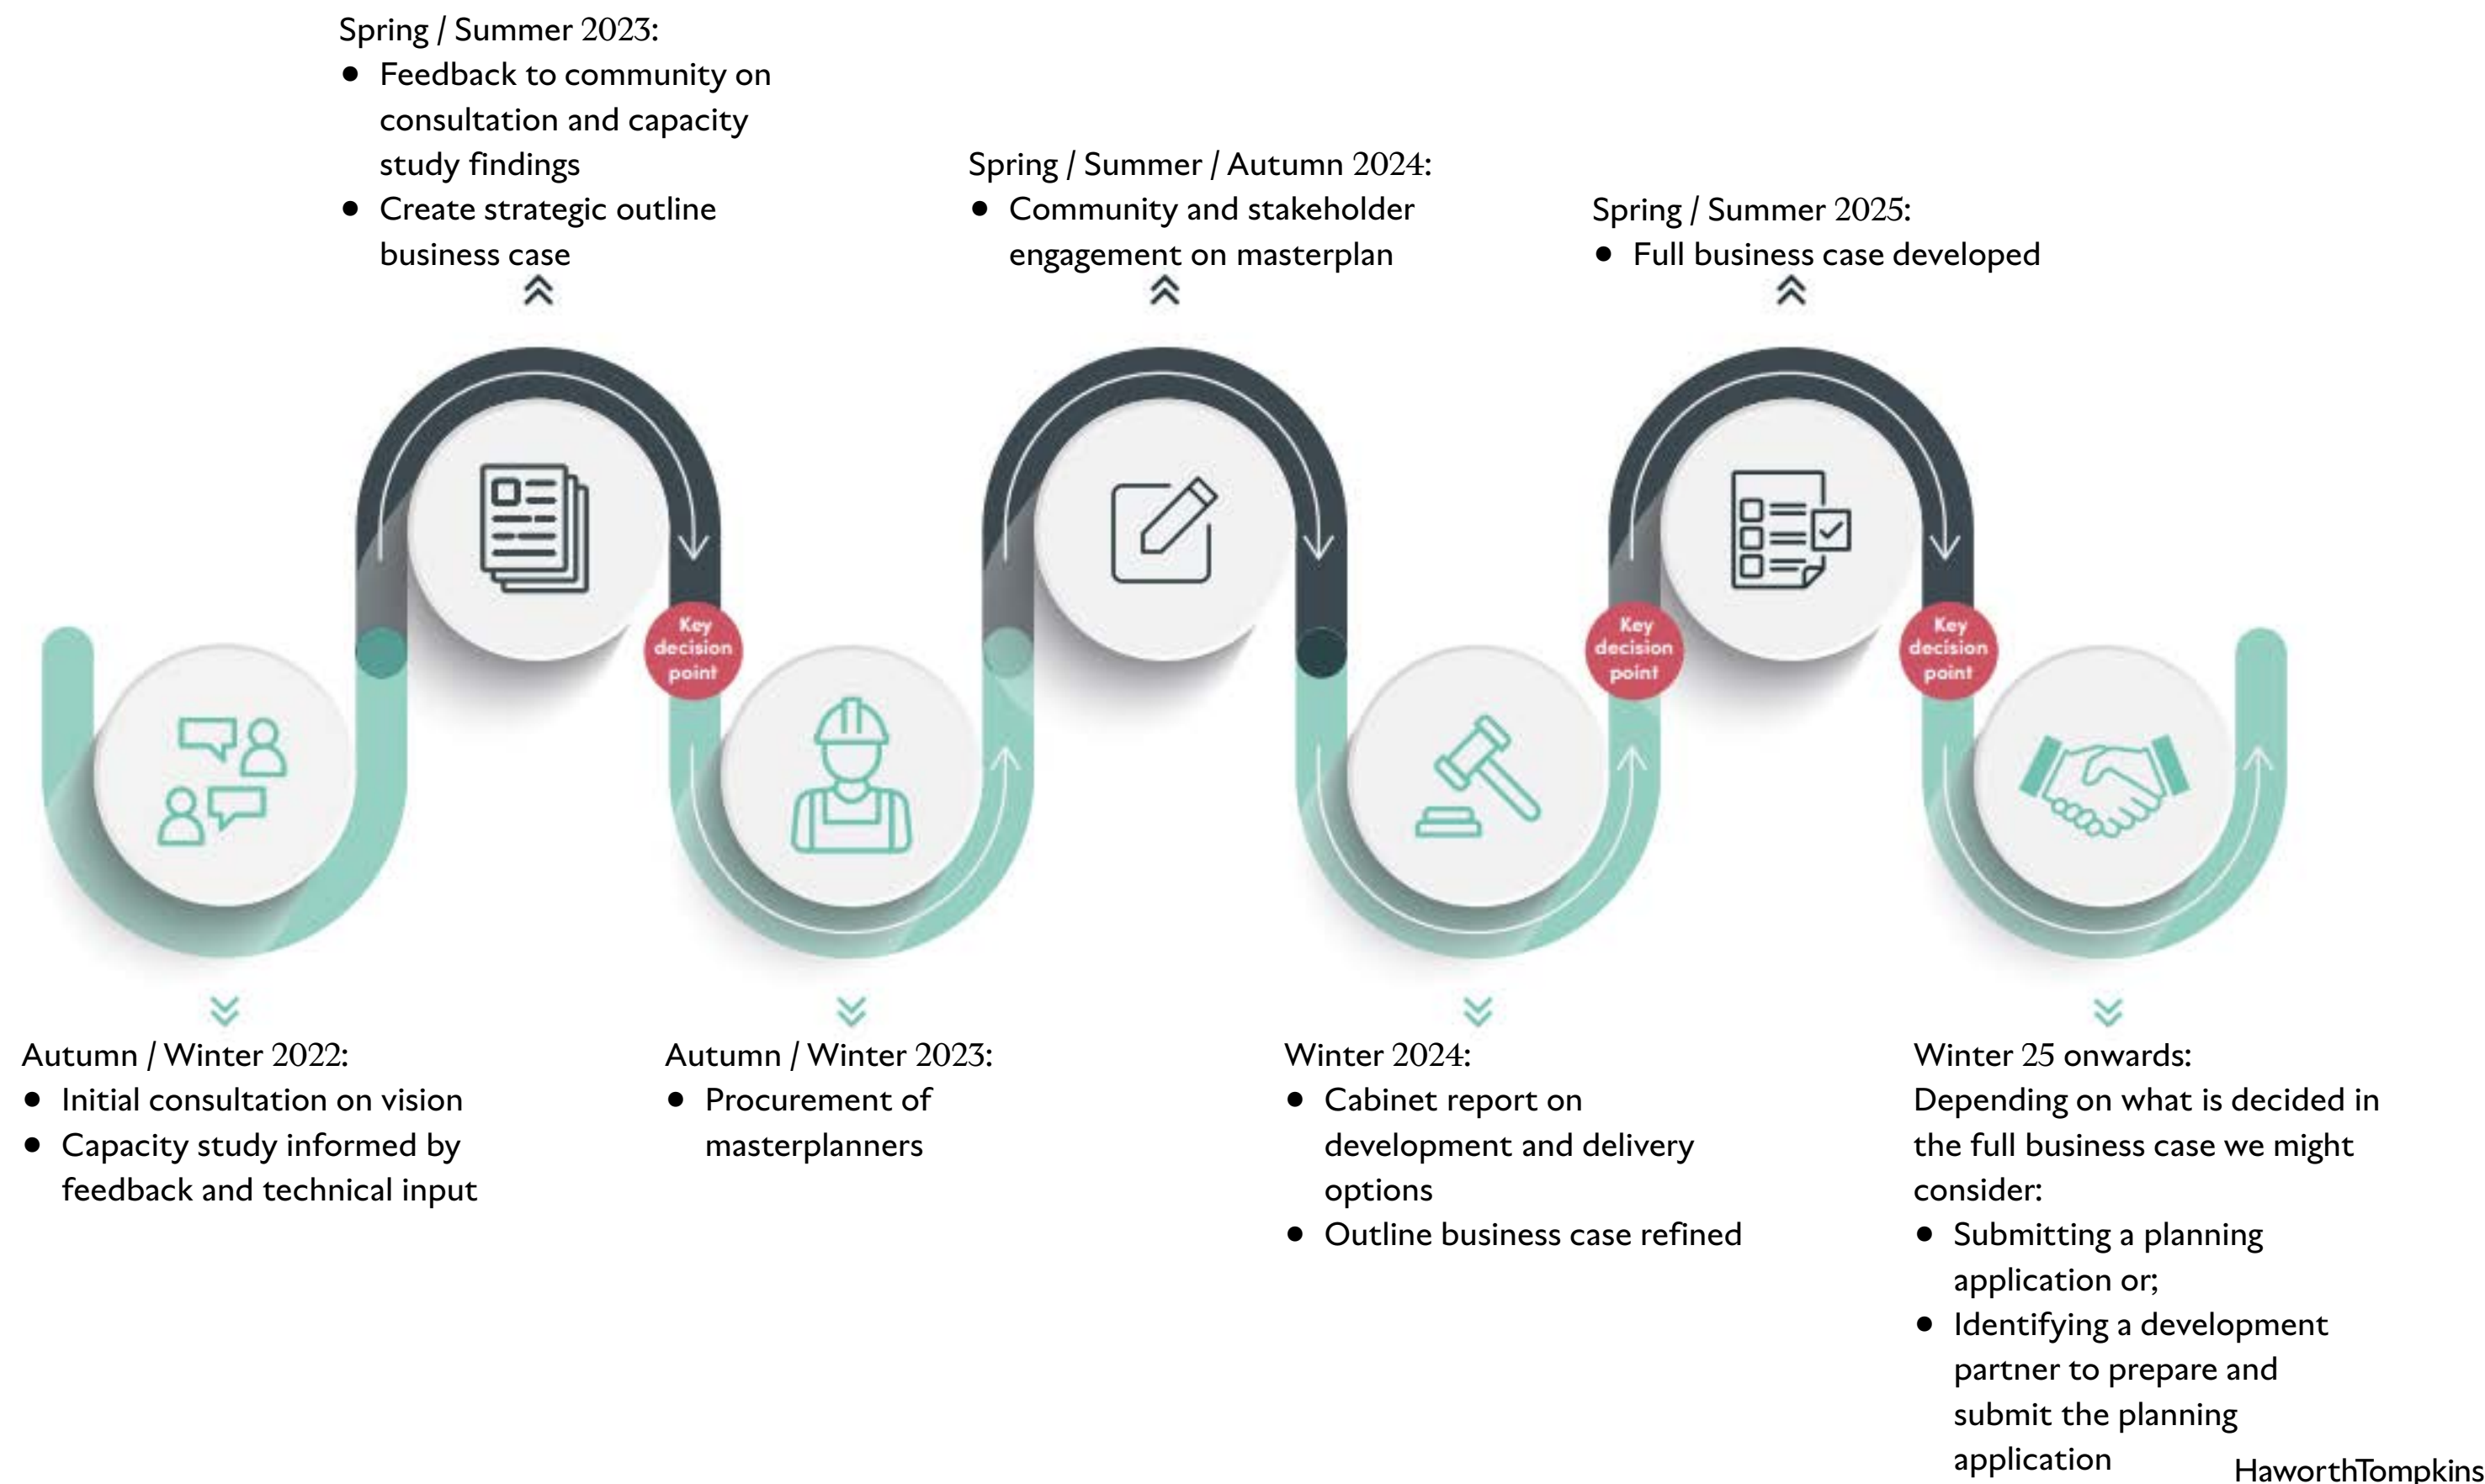 Spring / Summer 2023:
● Feedback to community on
consultation and capacity
study findings
● Create strategic outline
business case
Spring / Summer / Autumn 2024:
● Community and stakeholder
engagement on masterplan
Spring / Summer 2025:
● Full business case developed
Key
decision
point
Key
decision
point
Key
decision
point
Autumn / Winter 2022:
● Initial consultation on vision
● Capacity study informed by
feedback and technical input
Autumn / Winter 2023:
● Procurement of
masterplanners
Winter 2024:
● Cabinet report on
development and delivery
options
● Outline business case refined
Winter 25 onwards:
Depending on what is decided in
the full business case we might
consider:
● Submitting a planning
application or;
● Identifying a development
partner to prepare and
submit the planning
application
HaworthTompkins